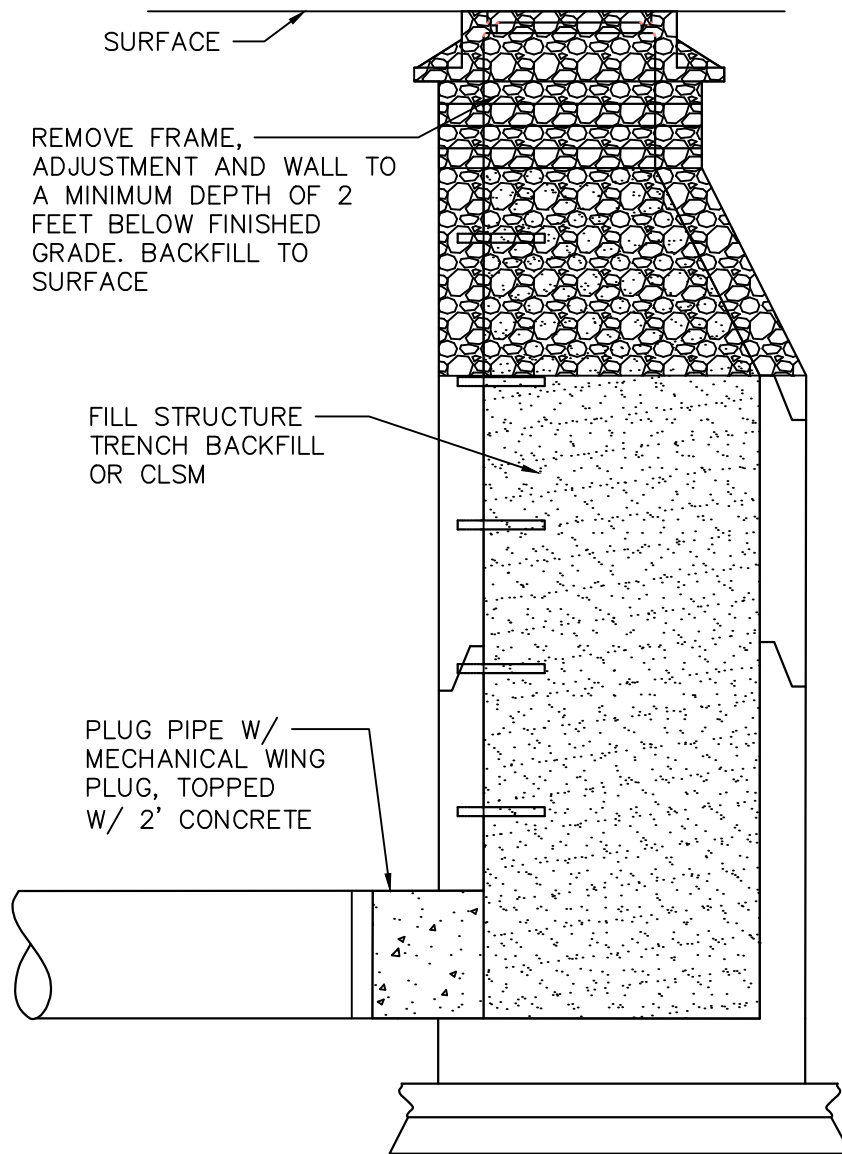 SURFACE
REMOVE FRAME,
ADJUSTMENT AND WALL TO
A MINIMUM DEPTH OF 2
FEET BELOW FINISHED
GRADE. BACKFILL TO
SURFACE
FILL STRUCTURE
TRENCH BACKFILL
OR CLSM
PLUG PIPE W/
MECHANICAL WING
PLUG, TOPPED
W/ 2' CONCRETE